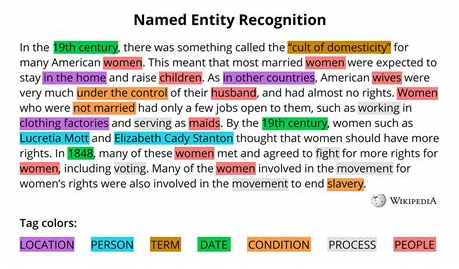 Named Entity Recognition
In the 19th century, there was something called the "cult of domesticity" for
many American women. This meant that most married women were expected to
stay in the home and raise children. As in other countries, American wives were
very much under the control of their husband, and had almost no rights. Women
who were not married had only a few jobs open to them, such as working in
clothing factories and serving as maids. By the 19th century, women such as
Lucretia Mott and Elizabeth Cady Stanton thought that women should have more
rights. In 1848, many of these women met and agreed to fight for more rights for
women, including voting. Many of the women involved in the movement for
women's rights were also involved in the movement to end slavery.
WIKIPEDIA
Tag colors:
LOCATION PERSON TERM DATE CONDITION PROCESS PEOPLE